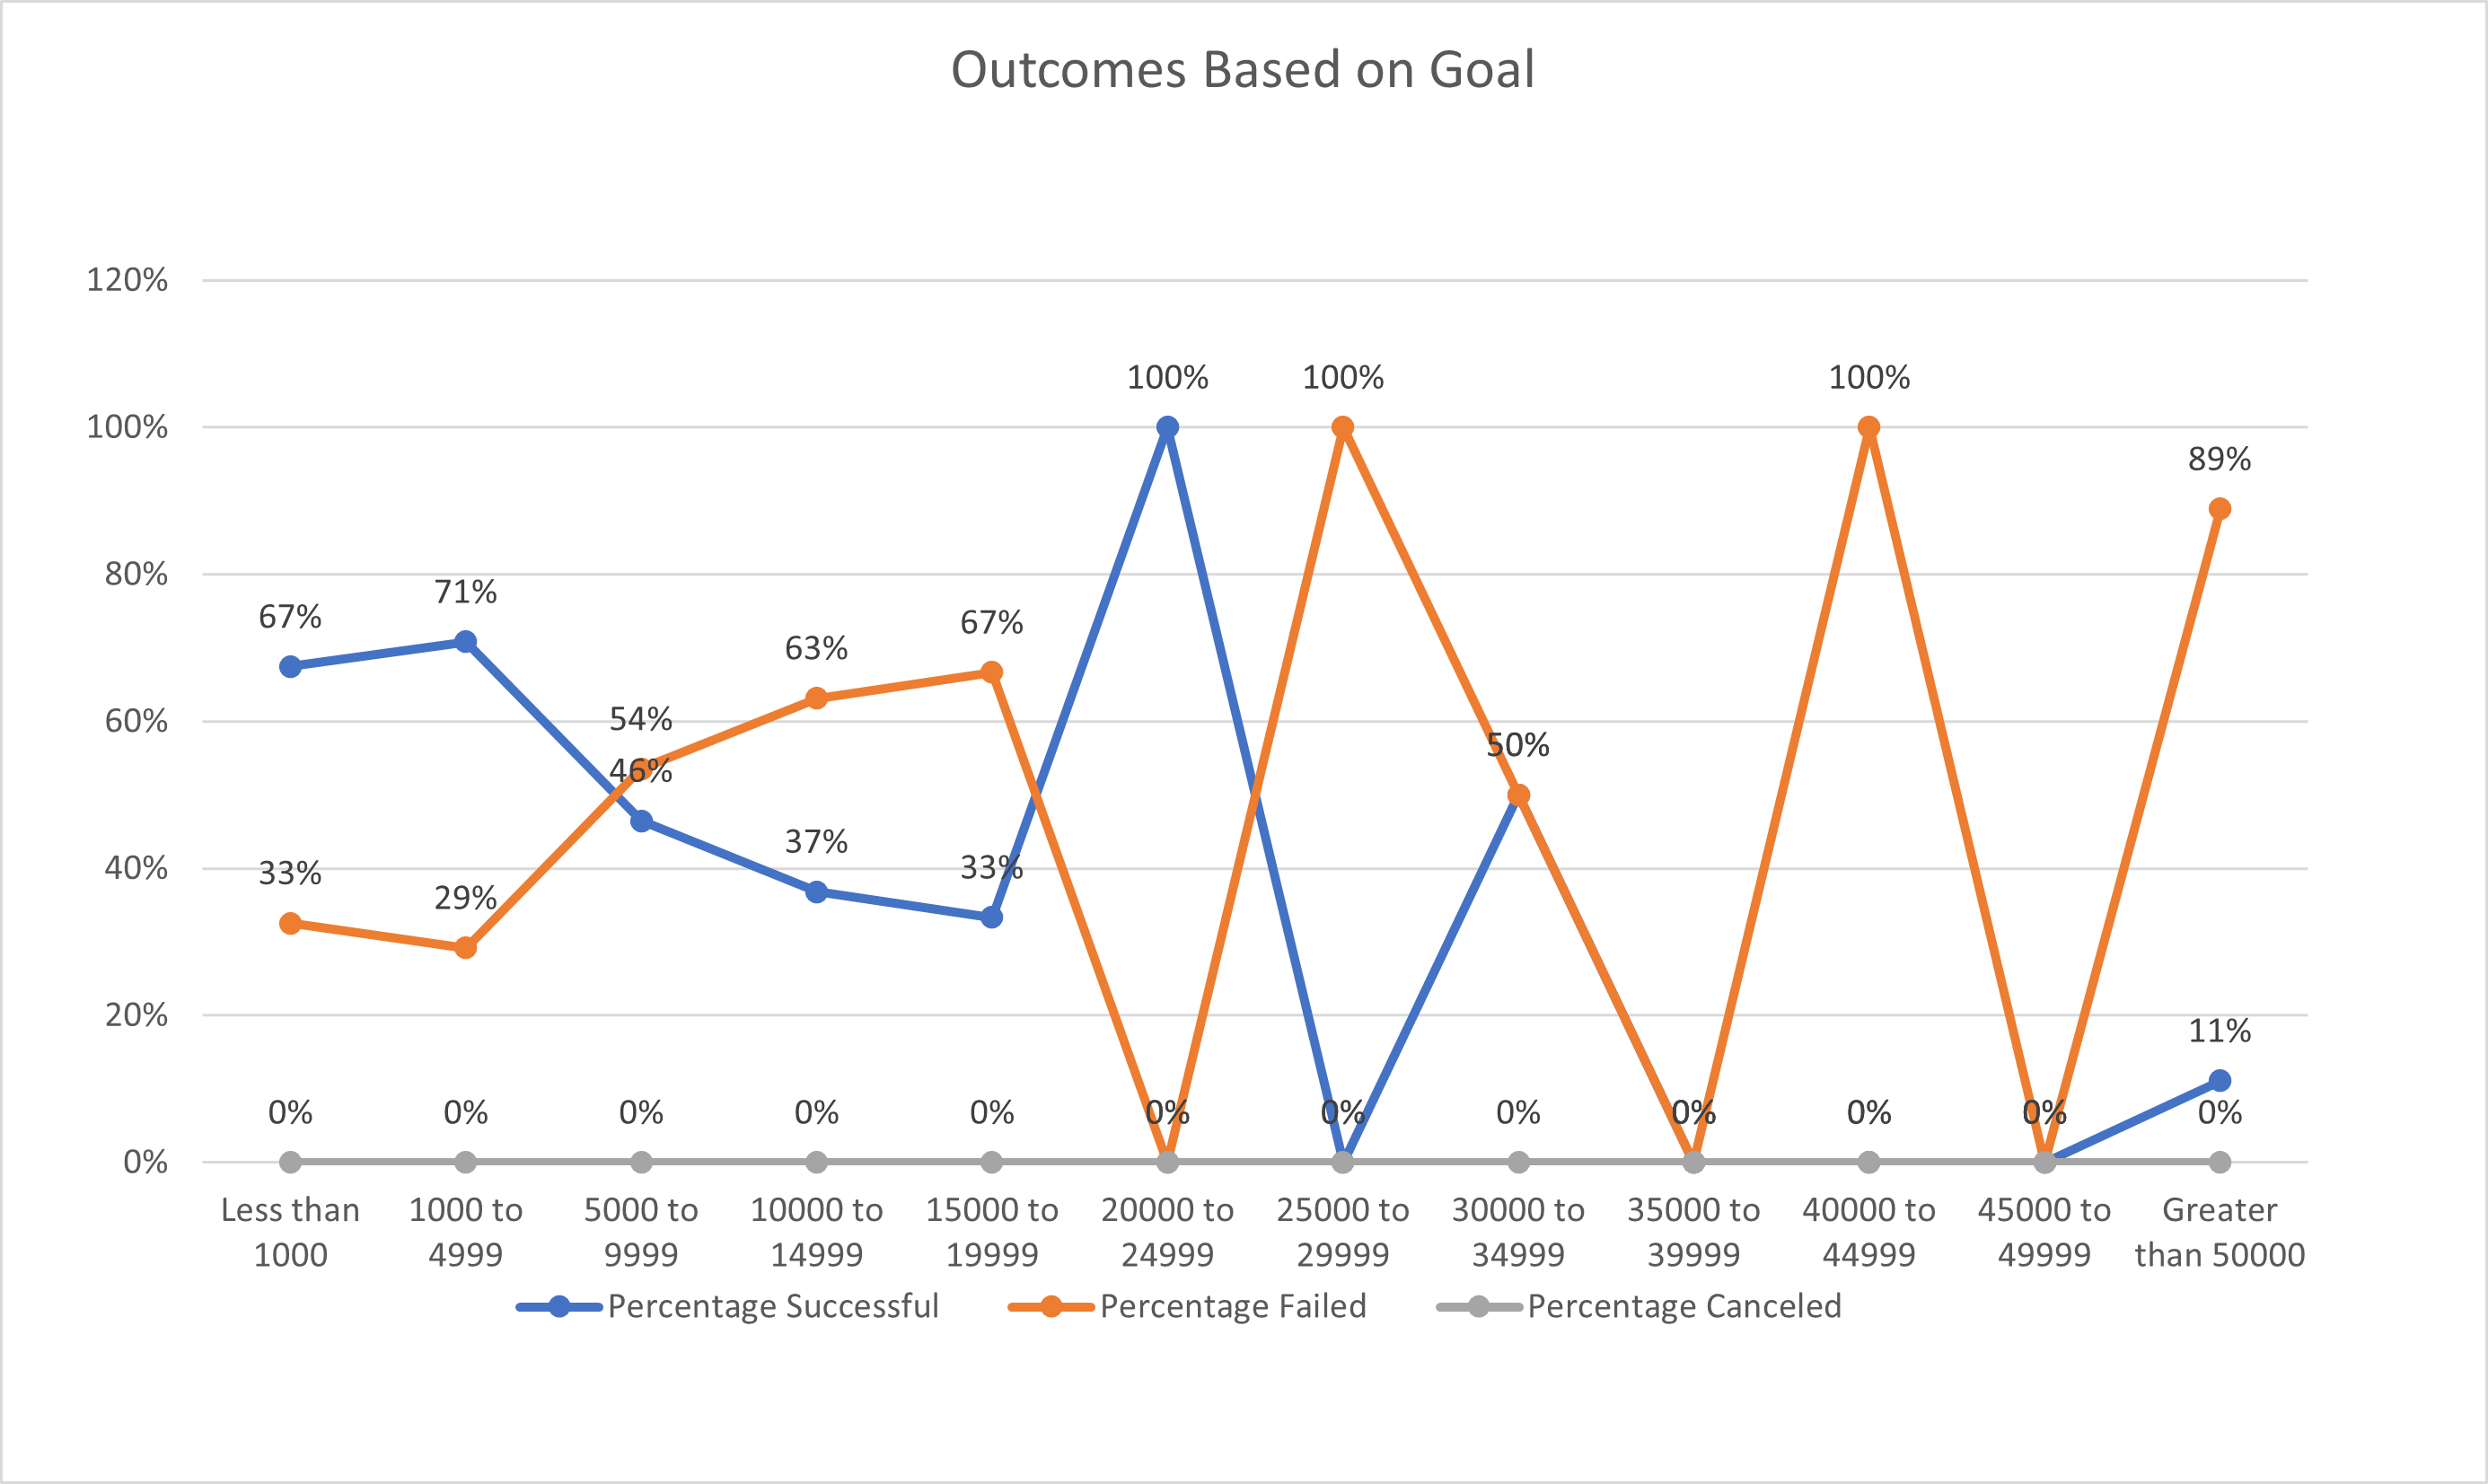 Outcomes Based on Goal
120%
100%
80%
60%
40%
20%
0%
100%
100%
100%
89%
71%
67%
67%
63%
54%
46%
50%
37%
33%
33%
29%
11%
0%
0%
0%
0%
0%
0%
0%
0%
0%
0%
0%
0%
Less than
1000
1000 to
4999
5000 to
9999
10000 to
14999
15000 to
19999
20000 to
24999
25000 to
29999
30000 to
34999
35000 to
39999
40000 to
44999
45000 to
49999
Greater
than 50000
Percentage Successful
Percentage Failed
Percentage Canceled